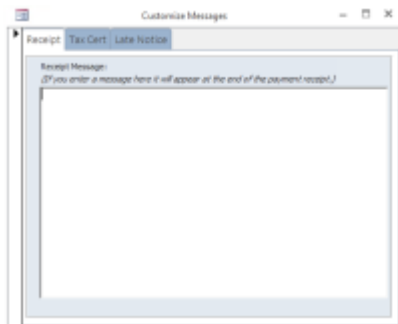 Customize Messages
Receipt Tax Cert Late Notice
Receipt Message:
(If you enter a message here it will appear at the end of the payment receipt.)